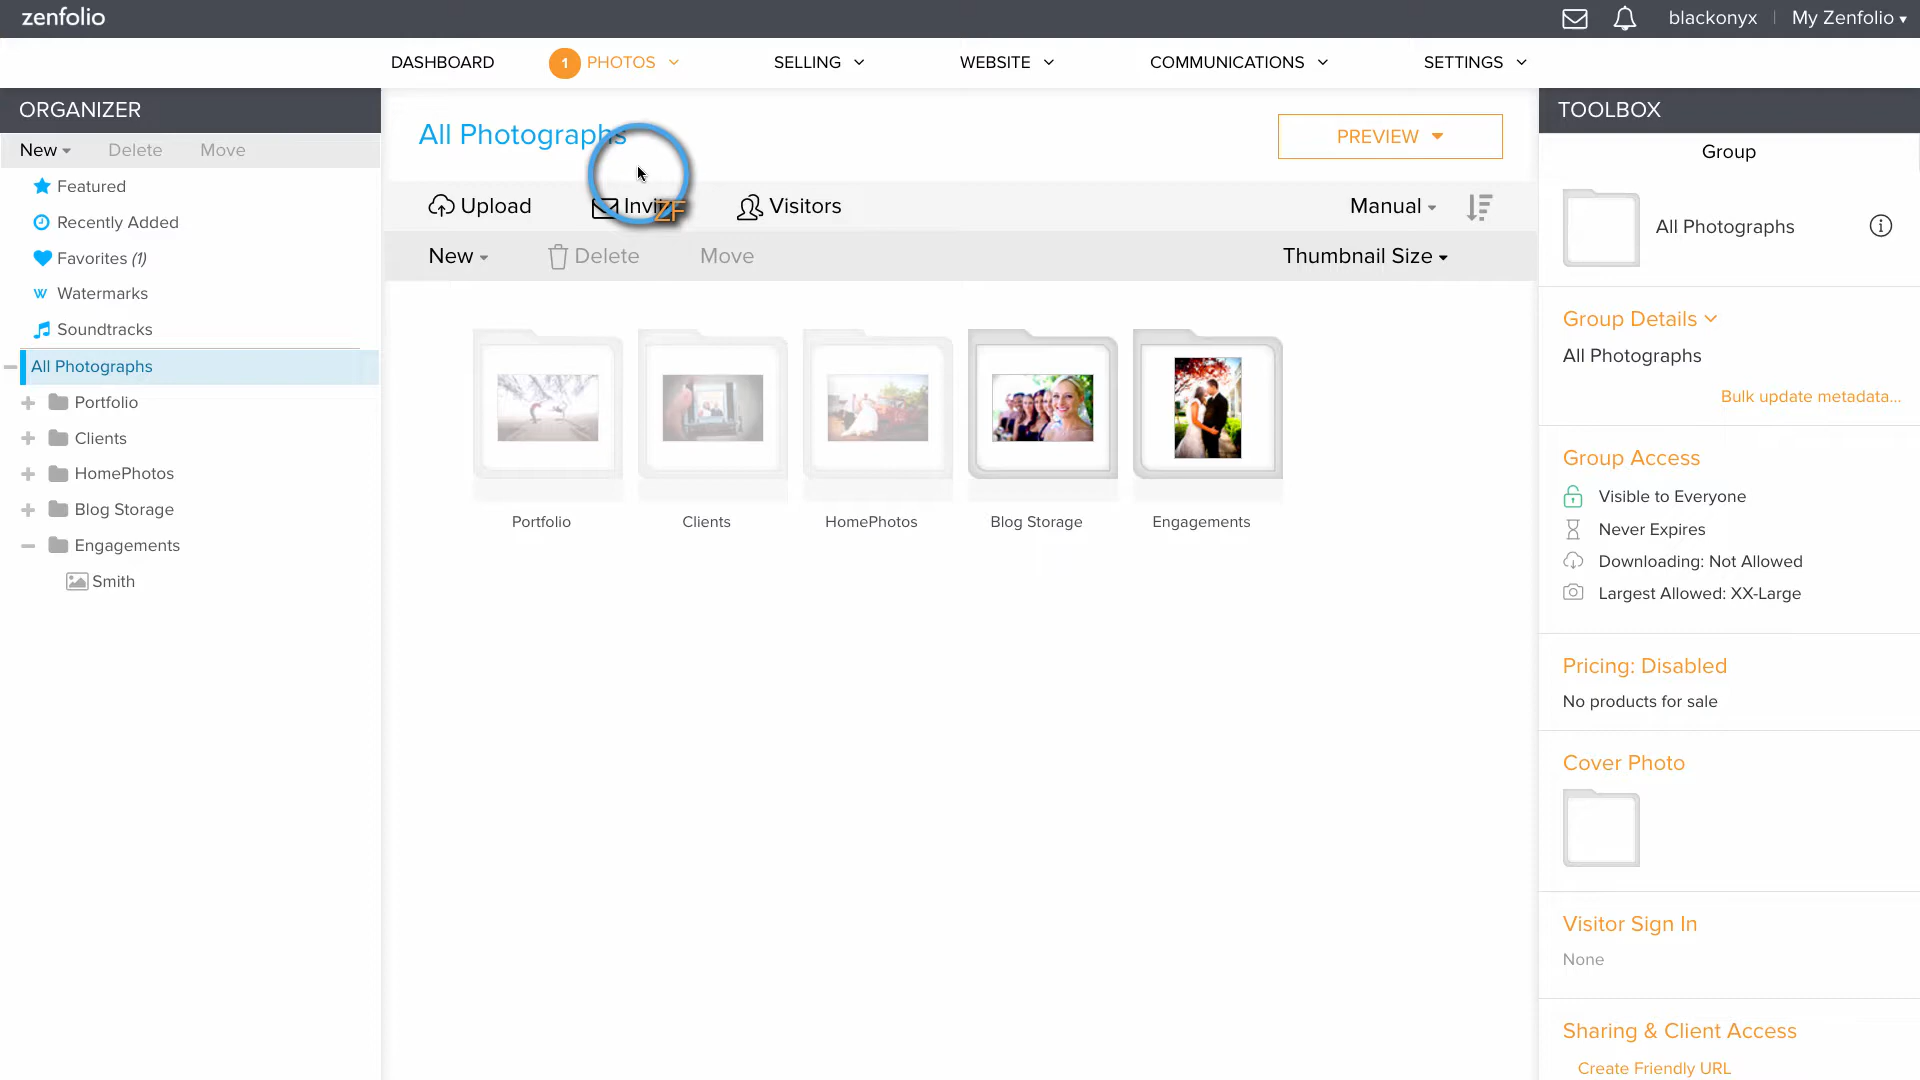 zenfolio
blackonyx
My Zenfolio
DASHBOARD
1 PHOTOS
SELLING
WEBSITE
COMMUNICATIONS
SETTINGS
ORGANIZER
New
Delete
Move
Featured
Recently Added
Favorites (1)
W Watermarks
Soundtracks
All Photographs
Portfolio
Clients
HomePhotos
Blog Storage
Engagements
Smith
All Photographs
PREVIEW
Upload
ZF
Visitors
Manual
New
Delete
Move
Thumbnail Size
Portfolio
Clients
HomePhotos
Blog Storage
Engagements
TOOLBOX
Group
All Photographs
Group Details
All Photographs
Bulk update metadata...
Group Access
Visible to Everyone
Never Expires
Downloading: Not Allowed
Largest Allowed: XX-Large
Pricing: Disabled
No products for sale
Cover Photo
Visitor Sign In
None
Sharing & Client Access
Create Friendly URL